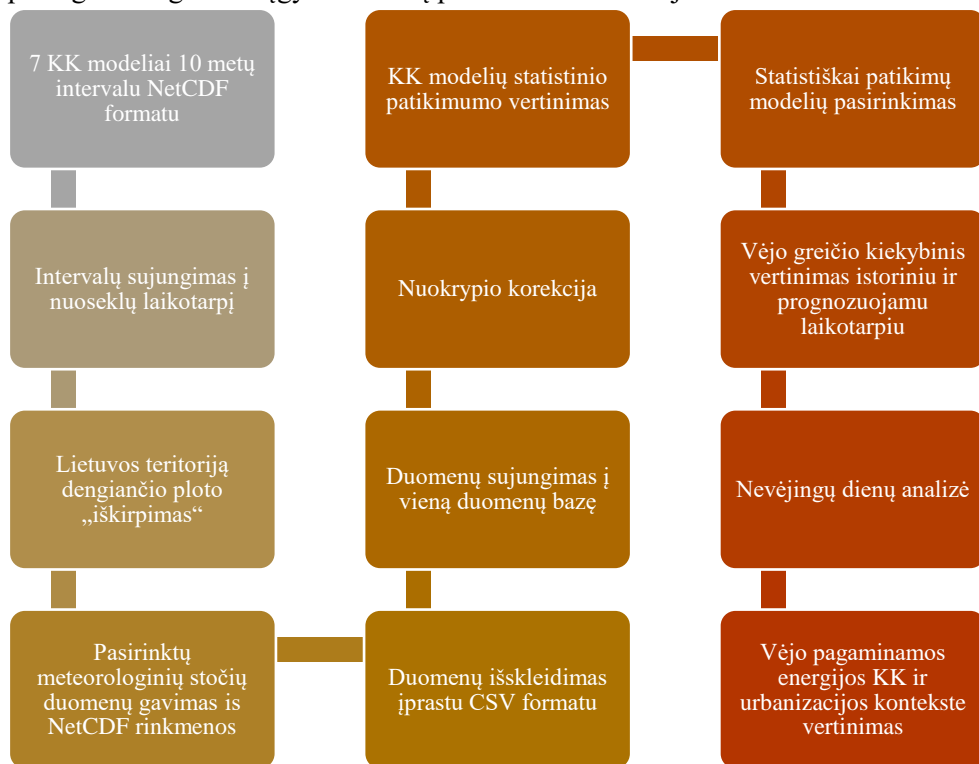 7 KK modeliai 10 metų
intervalu NetCDF
formatu
Intervalų sujungimas į
nuoseklų laikotarpį
Lietuvos teritoriją
dengiančio ploto
„iškirpimas“
Pasirinktų
meteorologinių stočių
duomenų gavimas is
NetCDF rinkmenos
Duomenų išskleidimas
įprastu CSV formatu
Duomenų sujungimas į
vieną duomenų bazę
Nuokrypio korekcija
KK modelių statistinio
patikimumo vertinimas
Statistiškai patikimų
modelių pasirinkimas
Vėjo greičio kiekybinis
vertinimas istoriniu ir
prognozuojamu
laikotarpiu
Nevėjingų dienų analizė
Vėjo pagaminamos
energijos KK ir
urbanizacijos kontekste
vertinimas